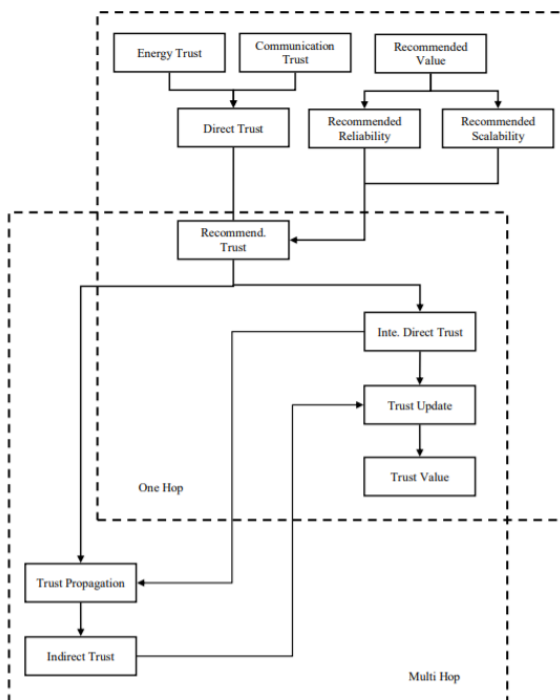 Energy Trust
Communication
Trust
Recommended
Value
Direct Trust
Recommended
Reliability
Recommended
Scalability
Recommend.
Trust
Inte. Direct Trust
Trust Update
Trust Value
One Hop
Trust Propagation
Indirect Trust
Multi Hop